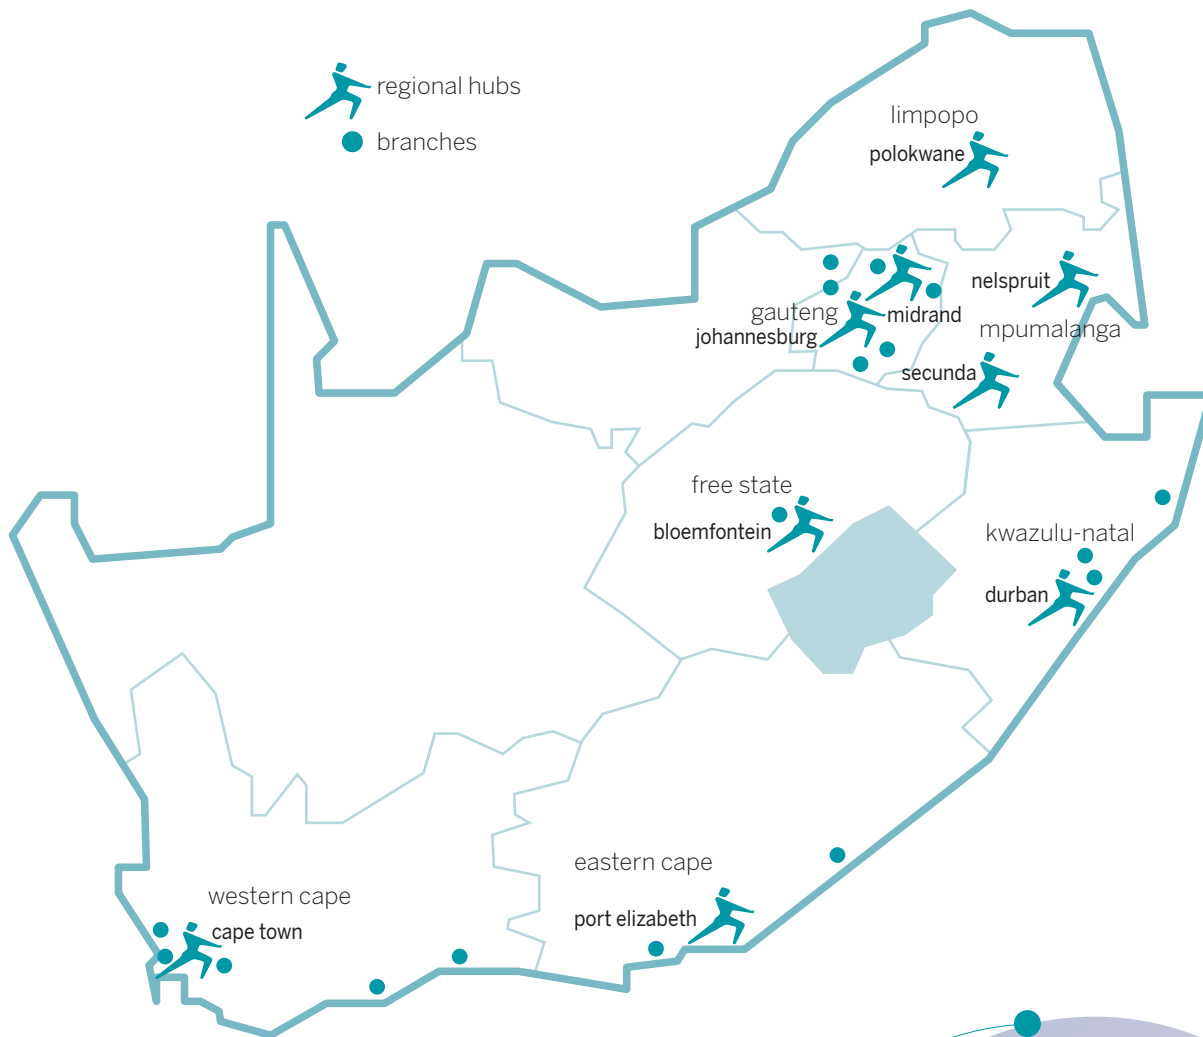 regional hubs
branches
limpopo
polokwane
nelspruit
gauteng
midrand
johannesburg
mpumalanga
secunda
free state
bloemfontein
kwazulu-natal
durban
eastern cape
port elizabeth
western cape
cape town